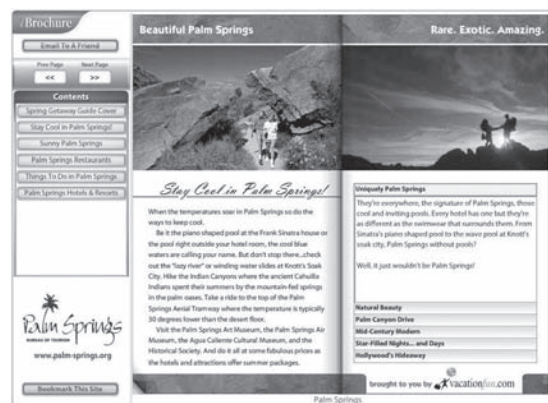 iBrochure
Email To A Friend
Prev Page Next Page
<< >>
Contents
Spring Getaway Guide Cover
Stay Cool in Palm Springs!
Sunny Palm Springs
Palm Springs Restaurants
Things To Do in Palm Springs
Palm Springs Hotels & Resorts
Palm Springs
BUREAU OF TOURISM
www.palm-springs.org
Bookmark This Site
Beautiful Palm Springs
Stay Cool in Palm Springs!
When the temperatures soar in Palm Springs so do the
ways to keep cool.
Be it the piano shaped pool at the Frank Sinatra house or
the pool right outside your hotel room, the cool blue
waters are calling your name. But don't stop there...check
out the "lazy river" or winding water slides at Knott's Soak
City. Hike the Indian Canyons where the ancient Cahuilla
Indians spent their summers by the mountain-fed springs
in the palm oases. Take a ride to the top of the Palm
Springs Aerial Tramway where the temperature is typically
30 degrees lower than the desert floor.
Visit the Palm Springs Art Museum, the Palm Springs Air
Museum, the Agua Caliente Cultural Museum, and the
Historical Society. And do it all at some fabulous prices as
the hotels and attractions offer summer packages.
Rare. Exotic. Amazing.
Uniquely Palm Springs
They're everywhere, the signature of Palm Springs, those
cool and inviting pools. Every hotel has one but they're
as different as the swimwear that surrounds them. From
Sinatra's piano shaped pool to the wave pool at Knott's
soak city, Palm Springs without pools?
Well, it just wouldn't be Palm Springs!
Natural Beauty
Palm Canyon Drive
Mid-Century Modern
Star-Filled Nights... and Days
Hollywood's Hideaway
brought to you by vacationfun.com
Palm Springs